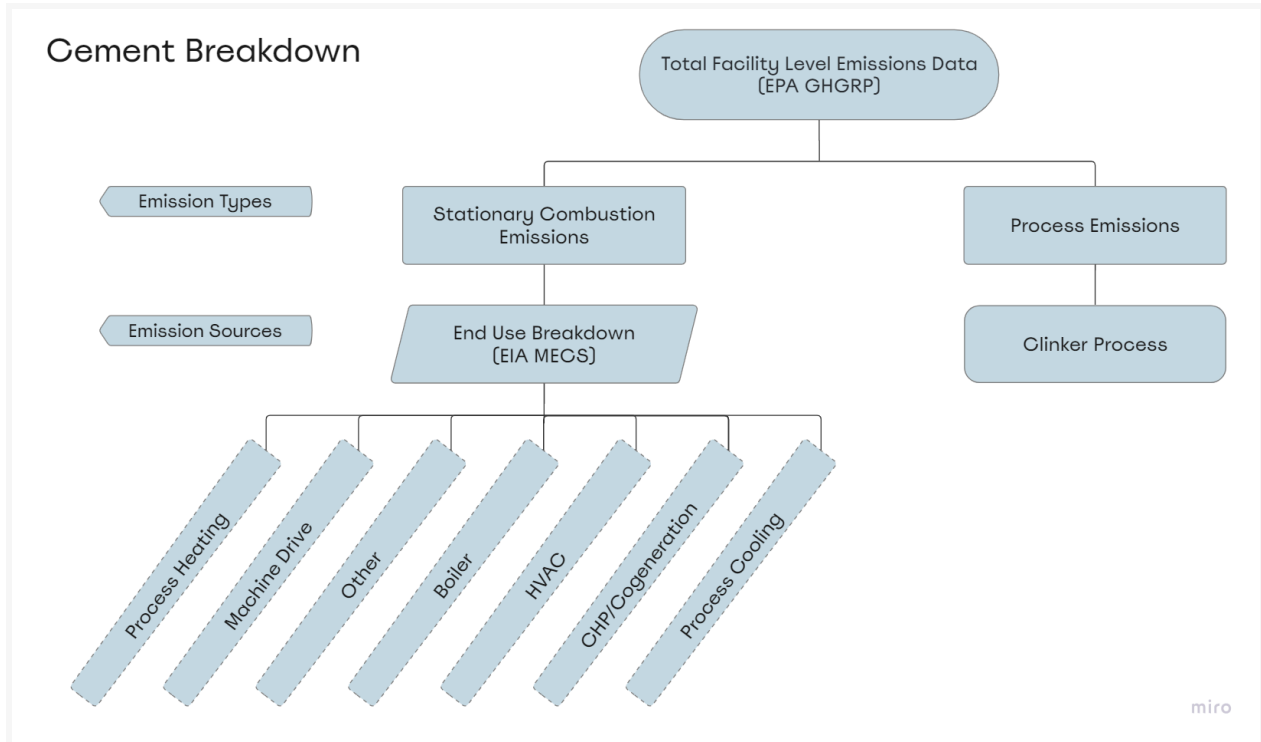 Cement Breakdown
Total Facility Level Emissions Data
(EPA GHGRP)
Emission Types
Stationary Combustion
Emissions
Process Emissions
Emission Sources
End Use Breakdown
(EIA MECS)
Clinker Process
Process Heating
Machine Drive
Other
Boiler
HVAC
CHP/Cogeneration
Process Cooling
miro